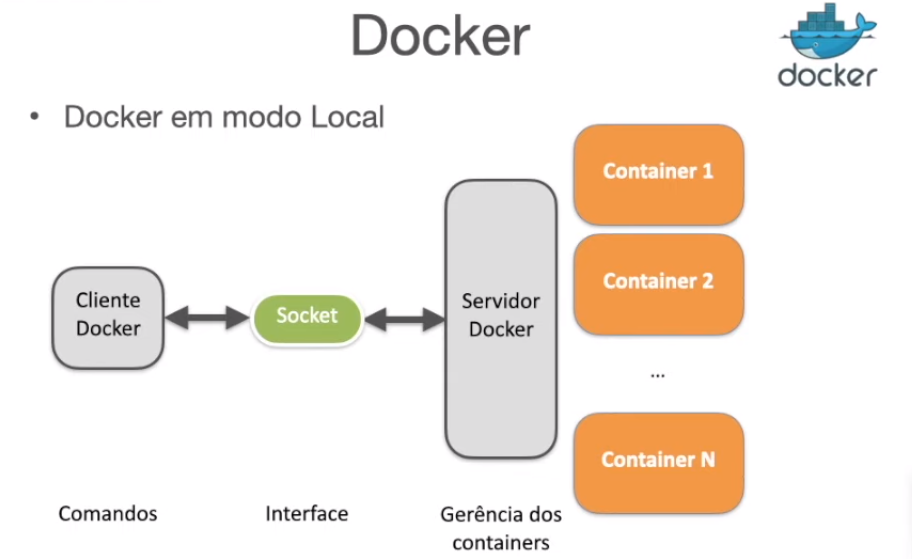 Docker
docker
• Docker em modo Local
Container 1
Container 2
...
Container N
Cliente
Docker
Socket
Servidor
Docker
Comandos
Interface
Gerência dos
containers